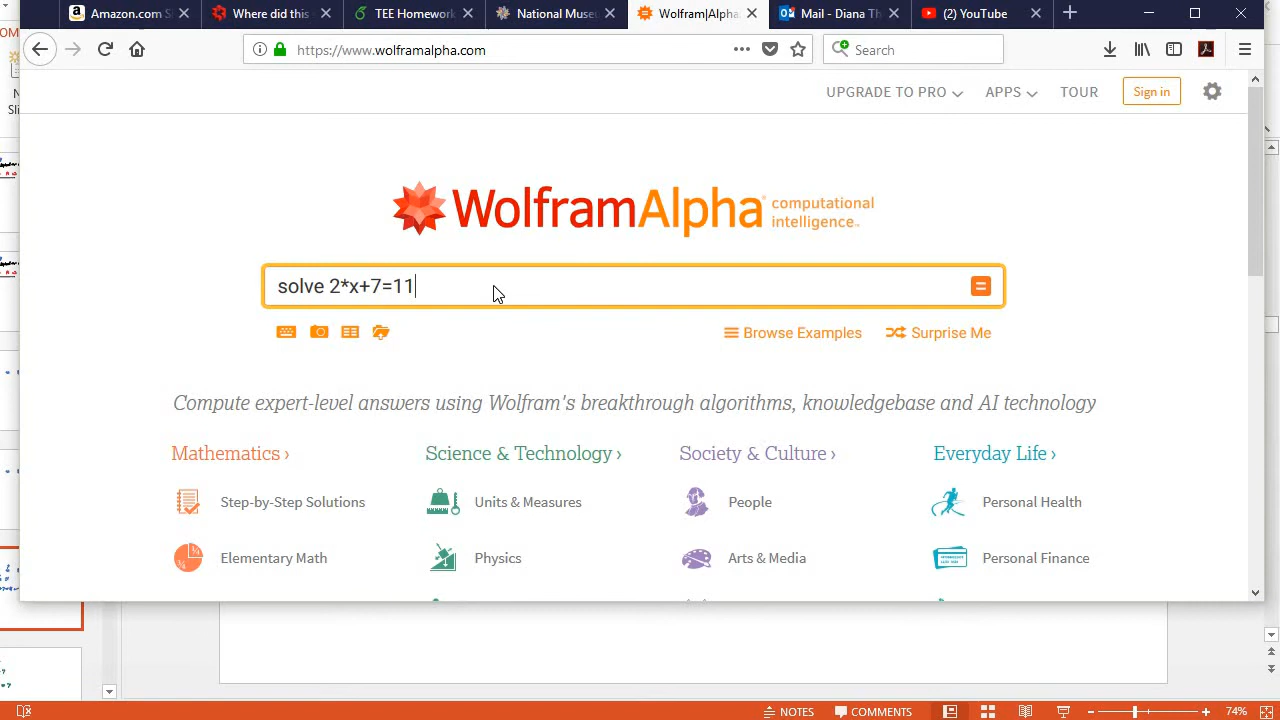 Amazon.com S
Where did this
TEE Homework
National Muse
Wolfram|Alpha
Mail - Diana Th
(2) YouTube
https://www.wolframalpha.com
Search
UPGRADE TO PRO
APPS
TOUR
Sign in
WolframAlpha computational intelligence™
solve 2*x+7=11
Browse Examples
Surprise Me
Compute expert-level answers using Wolfram's breakthrough algorithms, knowledgebase and AI technology
Mathematics ›
Science & Technology ›
Society & Culture ›
Everyday Life ›
Step-by-Step Solutions
Units & Measures
People
Personal Health
Elementary Math
Physics
Arts & Media
Personal Finance
NOTES
COMMENTS
74%